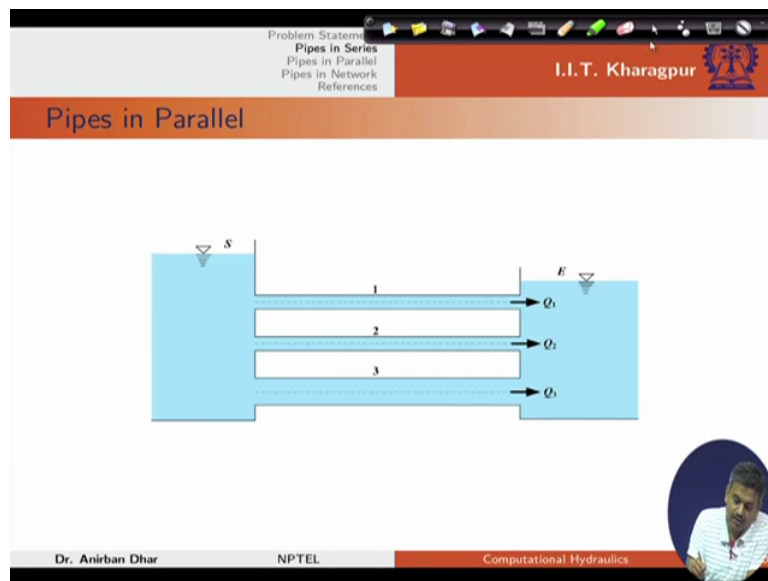 Problem Stateme
Pipes in Series
Pipes in Parallel
Pipes in Network
References
I.I.T. Kharagpur
Pipes in Parallel
S
E
1
Q₁
2
Q₂
3
Q₃
Dr. Anirban Dhar
NPTEL
Computational Hydraulics